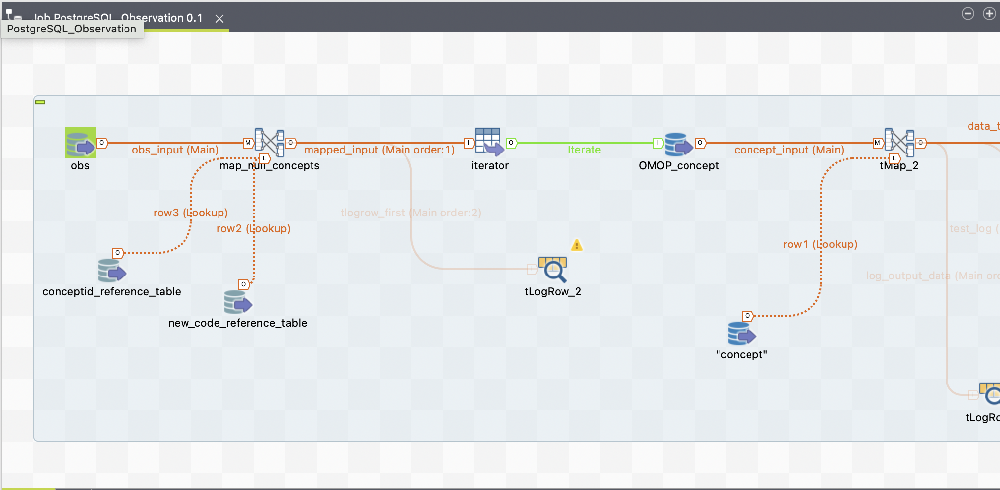 Job PostgreSQL_Observation 0.1
PostgreSQL_Observation
data_t
O
obs_input (Main)
M
O
mapped_input (Main order:1)
I
O
Iterate
I
O
concept_input (Main)
M
O
obs
L
map_null_concepts
iterator
OMOP_concept
L
tMap_2
row3 (Lookup)
tlogrow_first (Main order:2)
row2 (Lookup)
test_log (
row1 (Lookup)
O
I
log_output_data (Main ord
O
conceptid_reference_table
tLogRow_2
new_code_reference_table
O
"concept"
I
tLogRo